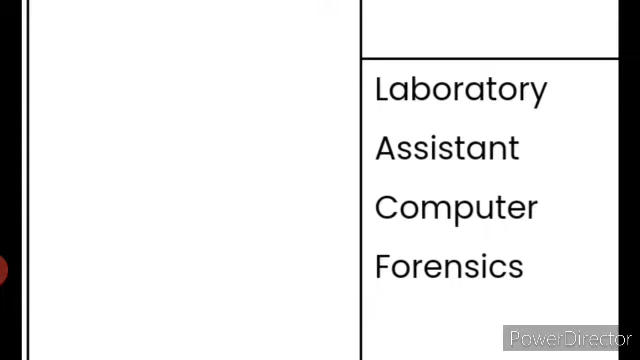 Laboratory
Assistant
Computer
Forensics
PowerDirector